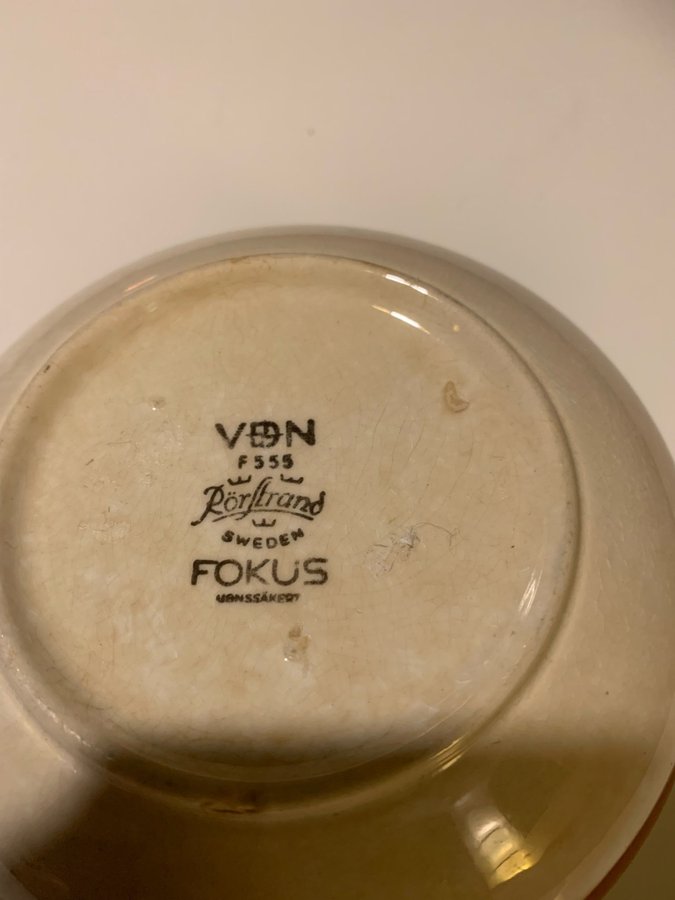 VDN
F555
Rörstrand
SWEDEN
FOKUS
UGNSSÄKERT